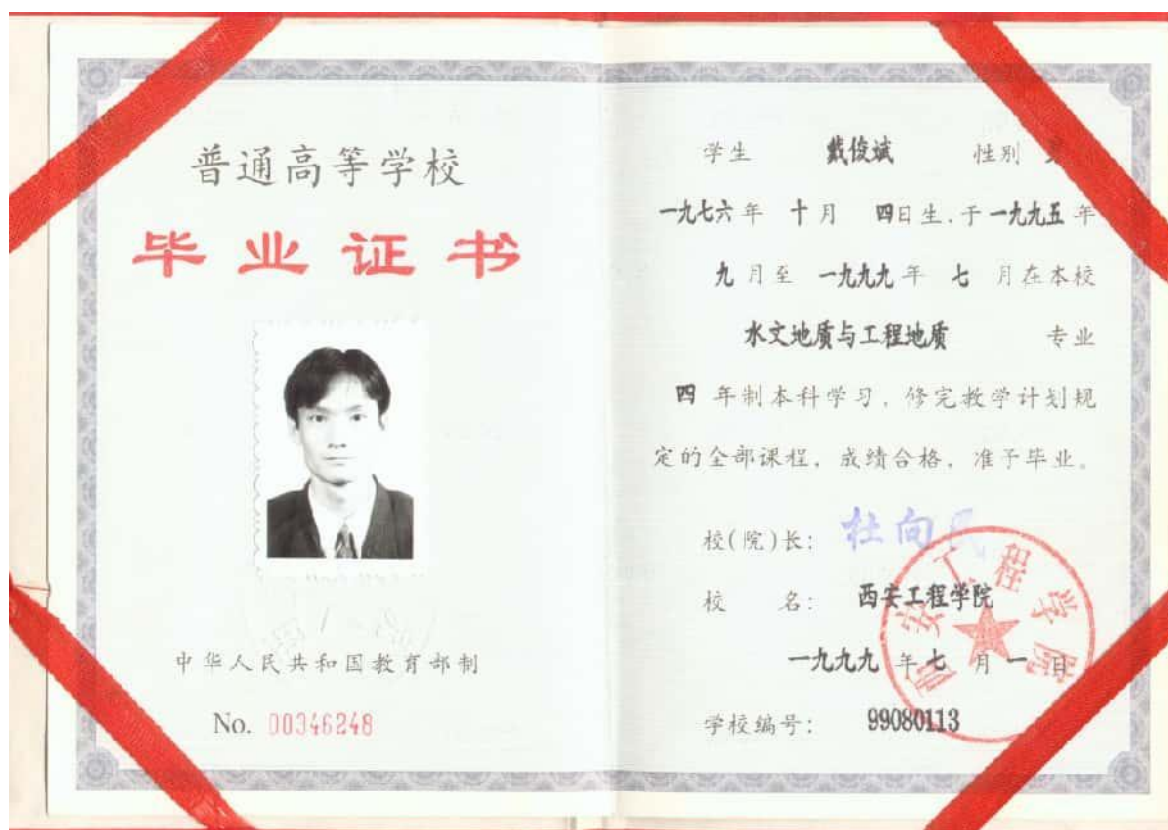 普通高等学校
毕业证书
中华人民共和国教育部制
No. 00346248
学生 戴俊斌 性别
一九七六年 十月 四日生,于一九九五年
九月至 一九九九年 七 月在本校
水文地质与工程地质 专业
四 年制本科学习,修完教学计划规
定的全部课程,成绩合格,准予毕业。
校(院)长: 杜向
校 名: 西安工程学院
一九九九 年 七 月 一 日
学校编号: 99080113
西安工程学院